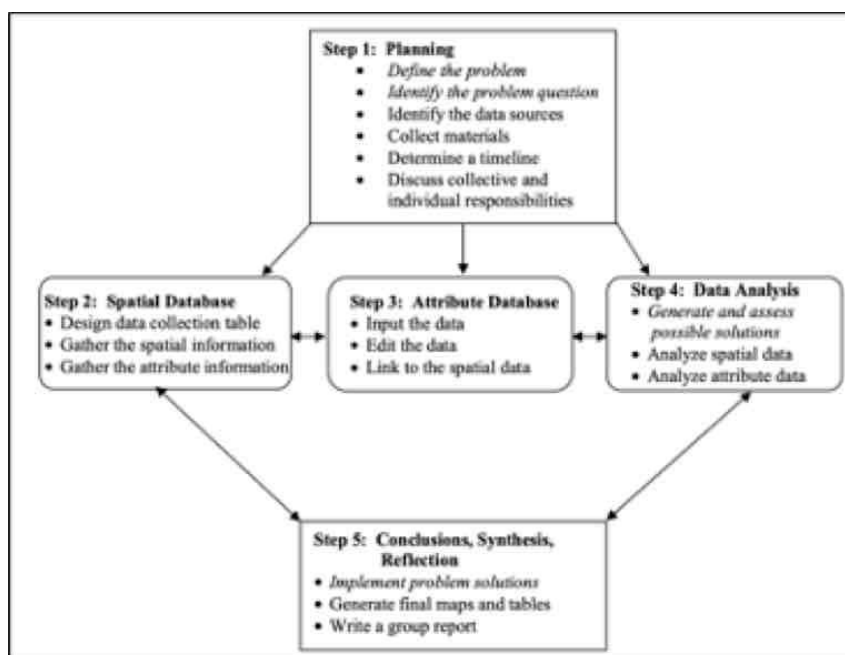 Step 1: Planning
• Define the problem
• Identify the problem question
• Identify the data sources
• Collect materials
• Determine a timeline
• Discuss collective and
individual responsibilities
Step 2: Spatial Database
• Design data collection table
• Gather the spatial information
• Gather the attribute information
Step 3: Attribute Database
• Input the data
• Edit the data
• Link to the spatial data
Step 4: Data Analysis
• Generate and assess
possible solutions
• Analyze spatial data
• Analyze attribute data
Step 5: Conclusions, Synthesis,
Reflection
• Implement problem solutions
• Generate final maps and tables
• Write a group report